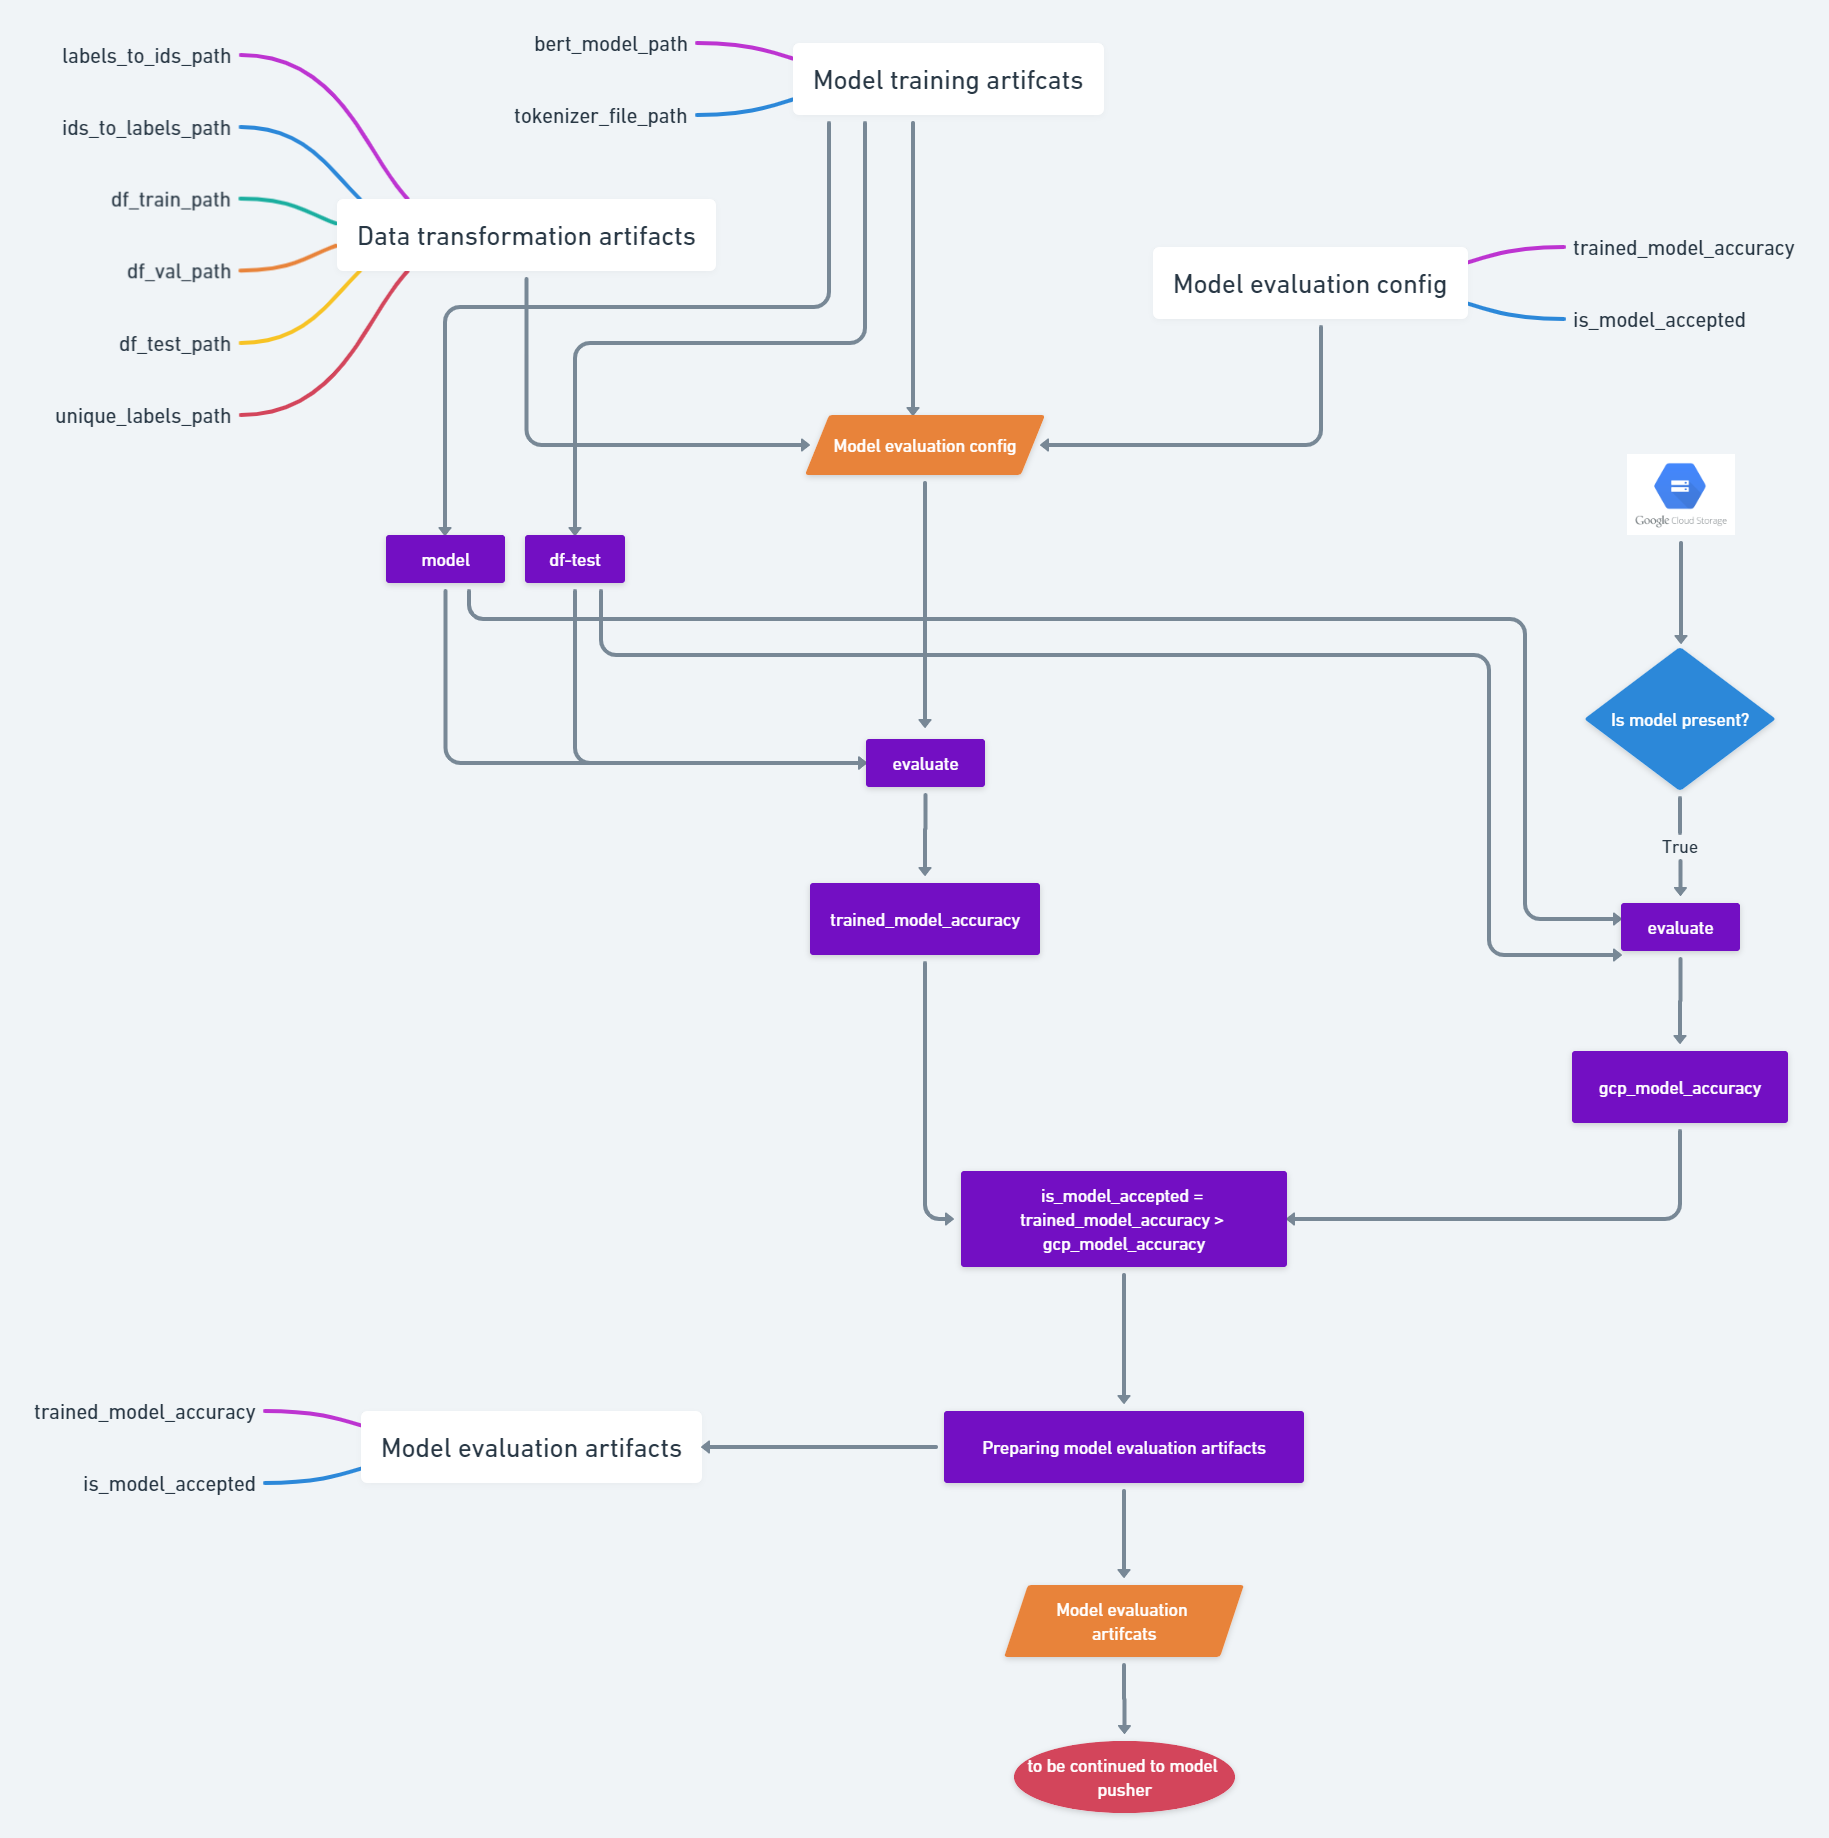 labels_to_ids_path
ids_to_labels_path
df_train_path
df_val_path
df_test_path
unique_labels_path
Data transformation artifacts
bert_model_path
tokenizer_file_path
Model training artifcats
Model evaluation config
trained_model_accuracy
is_model_accepted
Model evaluation config
Google Cloud Storage
model
df-test
Is model present?
True
evaluate
trained_model_accuracy
evaluate
gcp_model_accuracy
is_model_accepted =
trained_model_accuracy >
gcp_model_accuracy
trained_model_accuracy
is_model_accepted
Model evaluation artifacts
Preparing model evaluation artifacts
Model evaluation
artifcats
to be continued to model
pusher